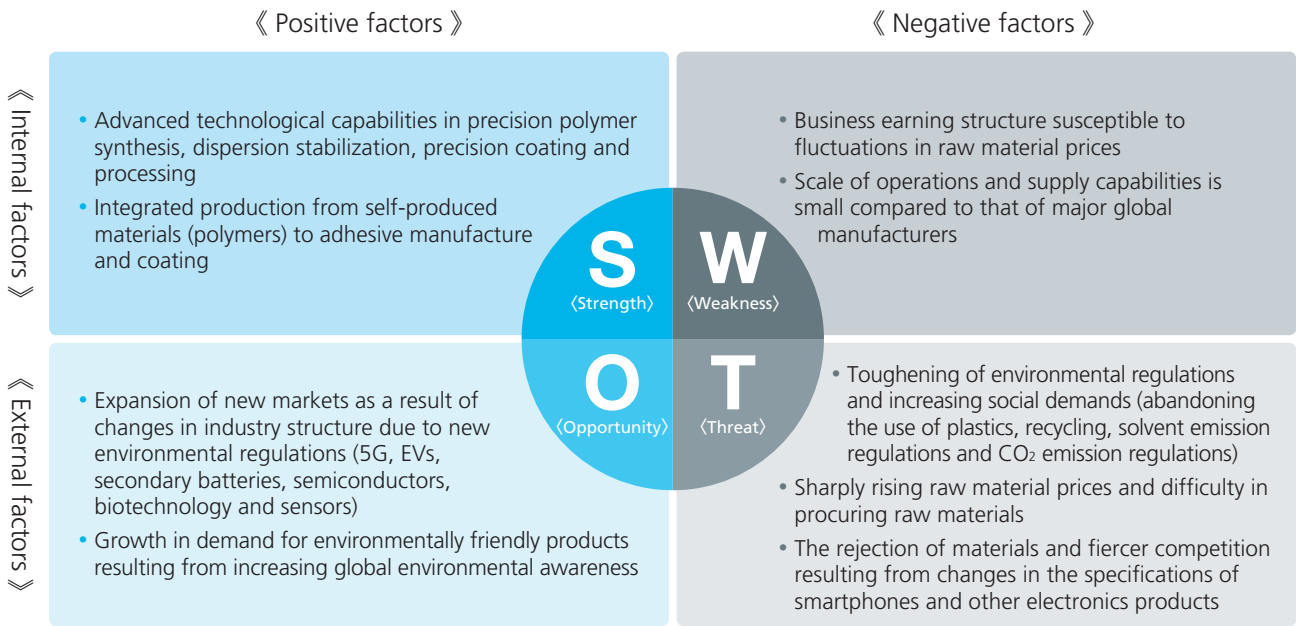 《 Positive factors 》
《 Negative factors 》
《 Internal factors 》
• Advanced technological capabilities in precision polymer
synthesis, dispersion stabilization, precision coating and
processing
• Integrated production from self-produced
materials (polymers) to adhesive manufacture
and coating
S
〈Strength〉
• Business earning structure susceptible to
fluctuations in raw material prices
• Scale of operations and supply capabilities is
small compared to that of major global
manufacturers
W
〈Weakness〉
《 External factors 》
• Expansion of new markets as a result of
changes in industry structure due to new
environmental regulations (5G, EVs,
secondary batteries, semiconductors,
biotechnology and sensors)
• Growth in demand for environmentally friendly products
resulting from increasing global environmental awareness
O
〈Opportunity〉
• Toughening of environmental regulations
and increasing social demands (abandoning
the use of plastics, recycling, solvent emission
regulations and CO₂ emission regulations)
• Sharply rising raw material prices and difficulty in
procuring raw materials
• The rejection of materials and fiercer competition
resulting from changes in the specifications of
smartphones and other electronics products
T
〈Threat〉